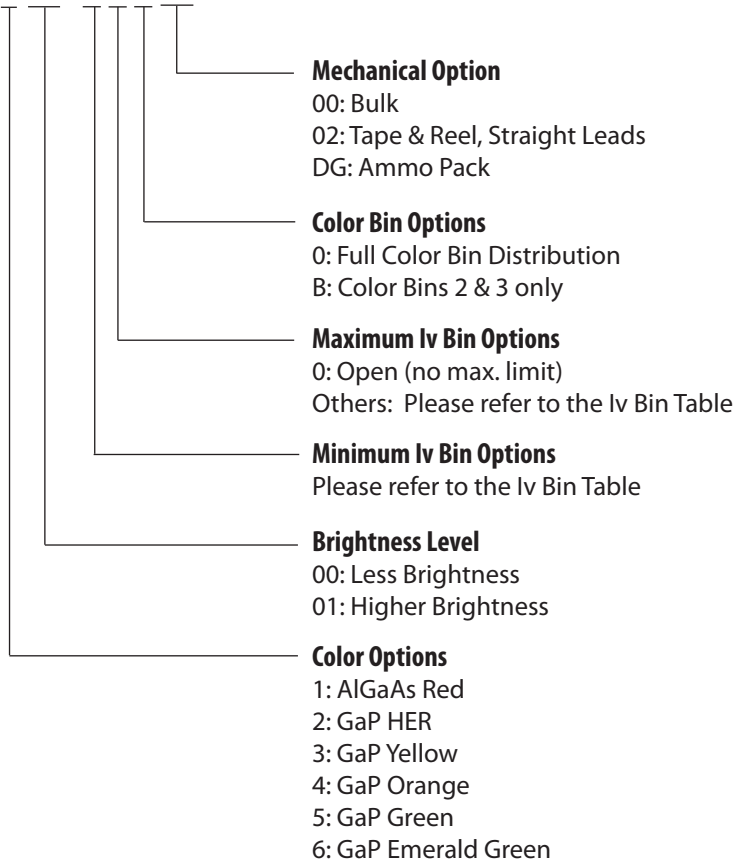 Mechanical Option
00: Bulk
02: Tape & Reel, Straight Leads
DG: Ammo Pack
Color Bin Options
0: Full Color Bin Distribution
B: Color Bins 2 & 3 only
Maximum Iv Bin Options
0: Open (no max. limit)
Others: Please refer to the Iv Bin Table
Minimum Iv Bin Options
Please refer to the Iv Bin Table
Brightness Level
00: Less Brightness
01: Higher Brightness
Color Options
1: AlGaAs Red
2: GaP HER
3: GaP Yellow
4: GaP Orange
5: GaP Green
6: GaP Emerald Green